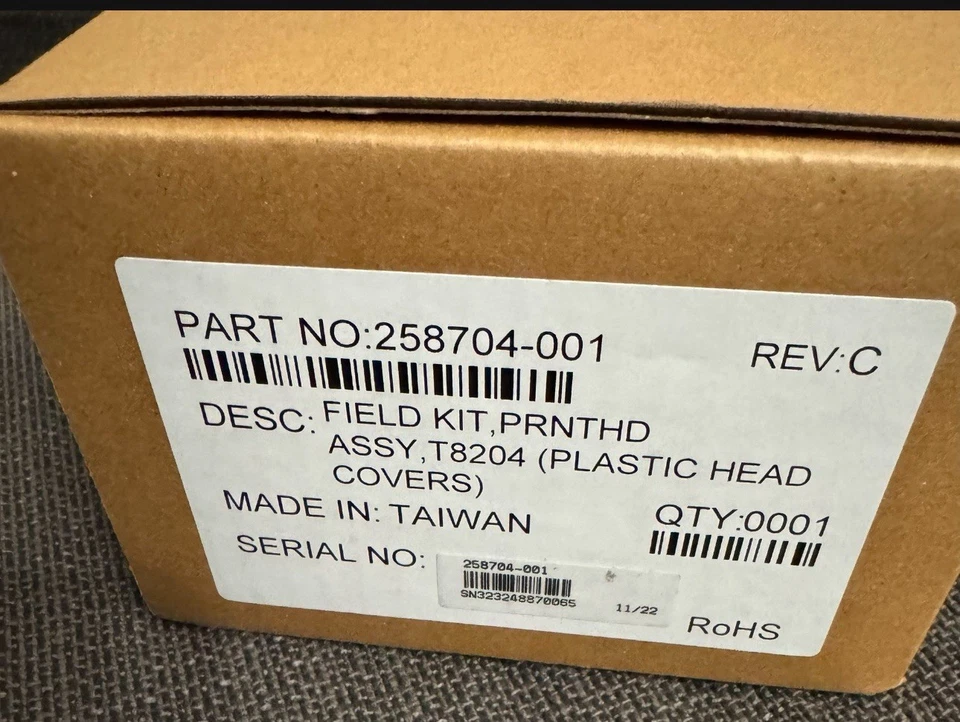 PART NO:258704-001
REV:C
DESC: FIELD KIT,PRNTHD
ASSY,T8204 (PLASTIC HEAD
COVERS)
MADE IN: TAIWAN
QTY:0001
SERIAL NO:
258704-001
SN323248870065
11/22
RoHS